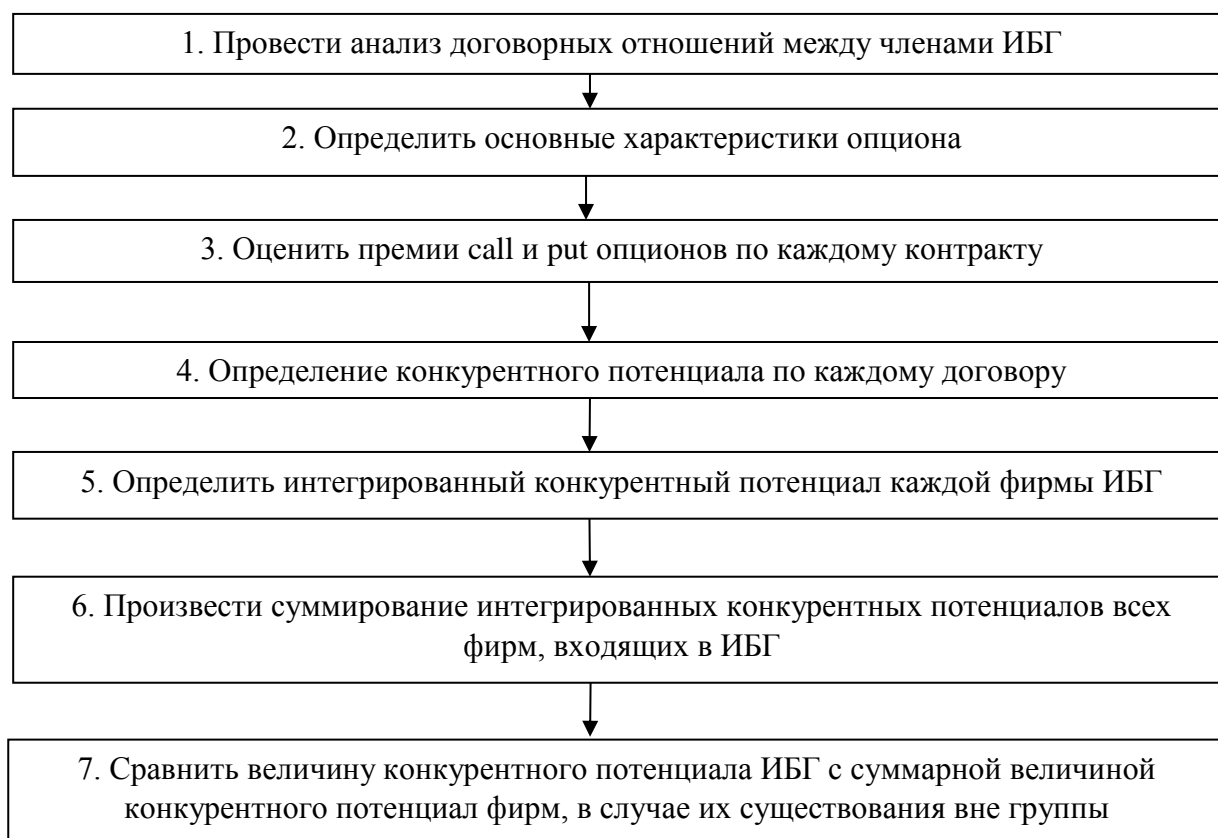 1. Провести анализ договорных отношений между членами ИБГ
2. Определить основные характеристики опциона
3. Оценить премии call и put опционов по каждому контракту
4. Определение конкурентного потенциала по каждому договору
5. Определить интегрированный конкурентный потенциал каждой фирмы ИБГ
6. Произвести суммирование интегрированных конкурентных потенциалов всех
фирм, входящих в ИБГ
7. Сравнить величину конкурентного потенциала ИБГ с суммарной величиной
конкурентного потенциал фирм, в случае их существования вне группы